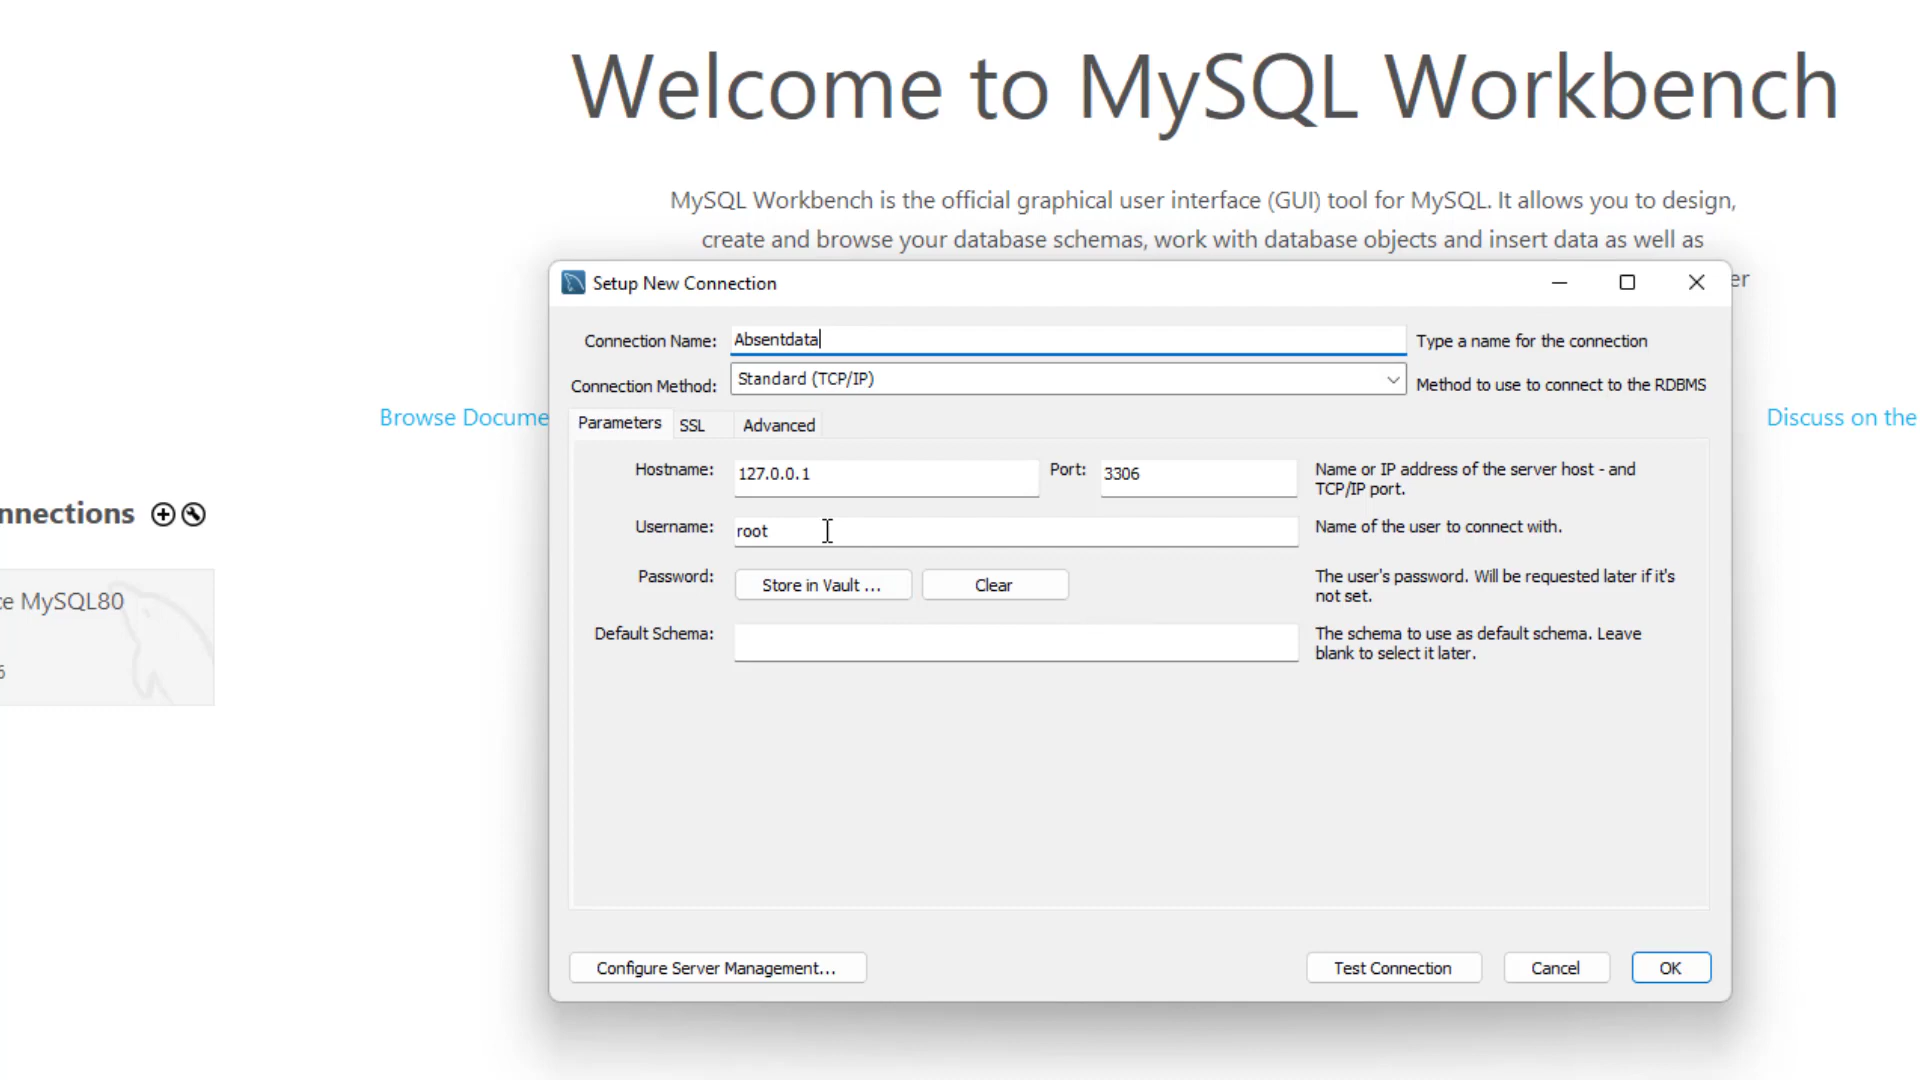 Welcome to MySQL Workbench
MySQL Workbench is the official graphical user interface (GUI) tool for MySQL. It allows you to design,
create and browse your database schemas, work with database objects and insert data as well as
er
Setup New Connection
Connection Name: Absentdata Type a name for the connection
Connection Method: Standard (TCP/IP) Method to use to connect to the RDBMS
Browse Docume
Discuss on the
Parameters SSL Advanced
Hostname: 127.0.0.1 Port: 3306 Name or IP address of the server host - and
TCP/IP port.
nnections
Username: root Name of the user to connect with.
Password: Store in Vault ... Clear The user's password. Will be requested later if it's
not set.
ce MySQL80
Default Schema: The schema to use as default schema. Leave
blank to select it later.
6
Configure Server Management... Test Connection Cancel OK